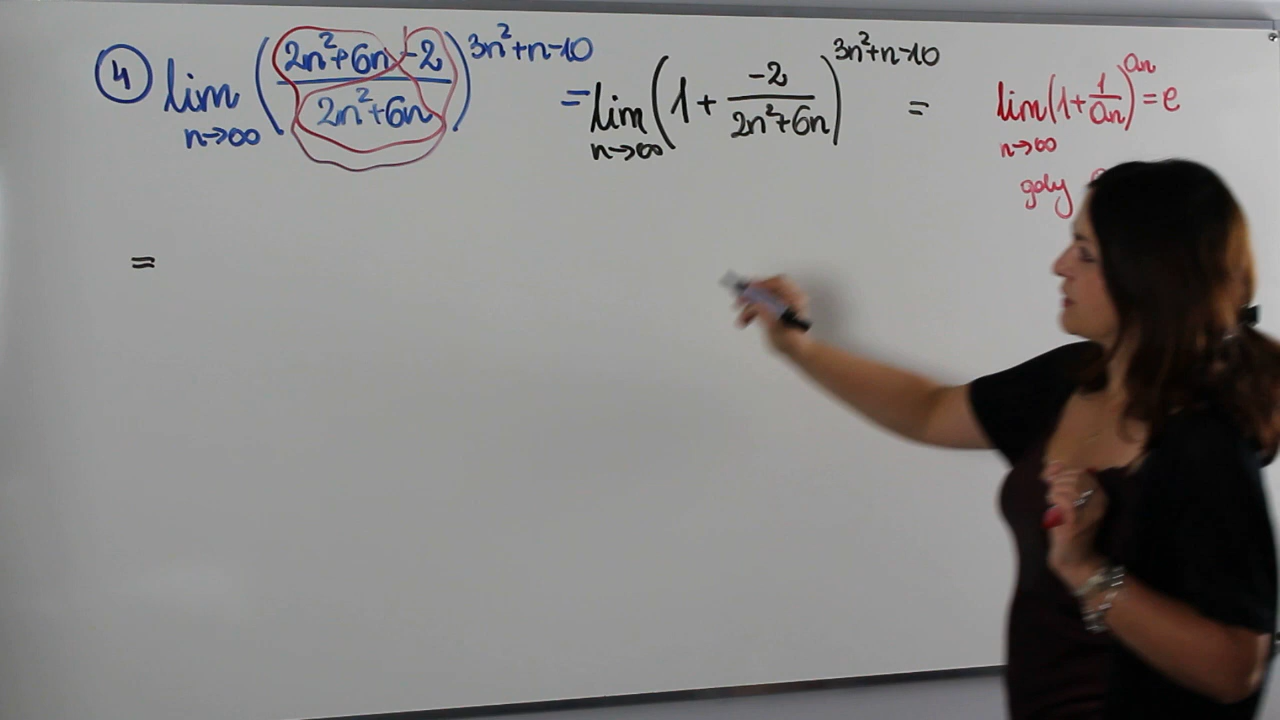 ④ lim n→∞ ((2n²+6n-2)/(2n²+6n))^(3n²+n-10) = lim n→∞ (1 + (-2)/(2n²+6n))^(3n²+n-10) =
lim n→∞ (1+1/an)^an = e
gdy
=